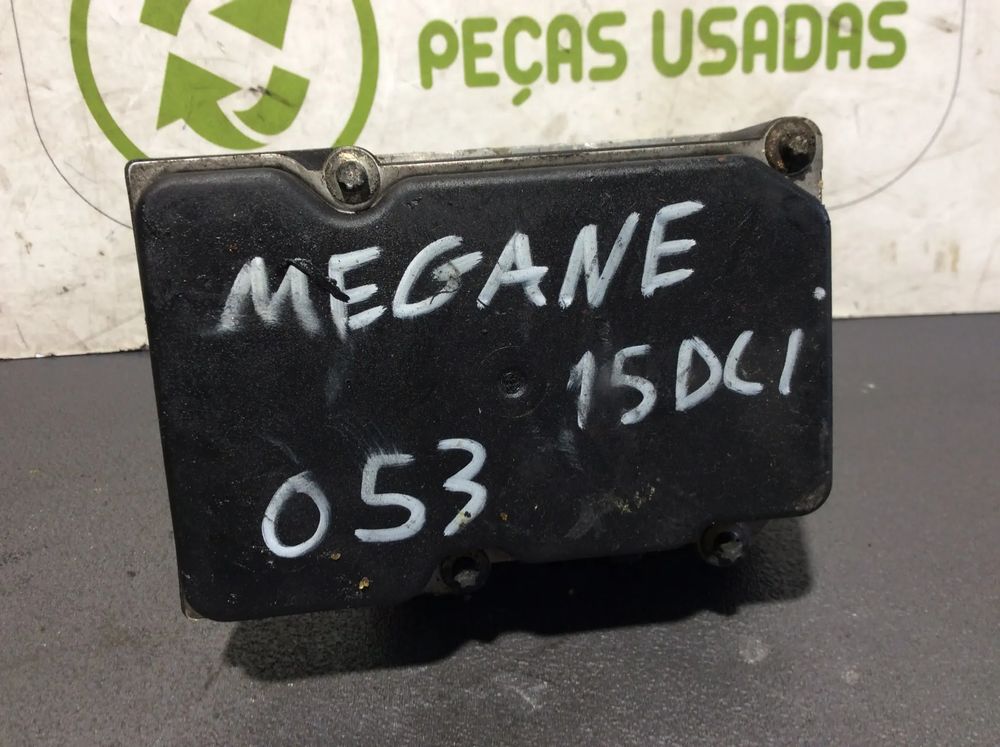 PEÇAS USADAS
MEGANE
15DCI
053